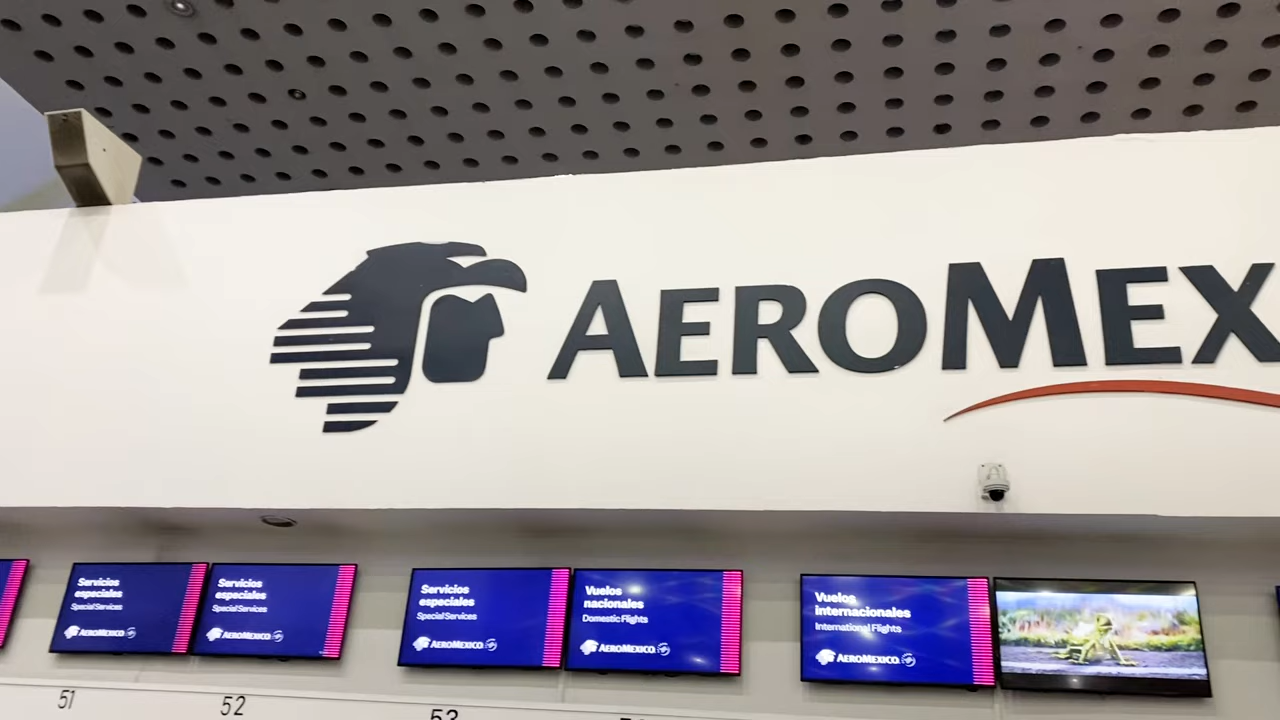 AEROMEX
Servicios
especiales
Special Services
AEROMEXICO
Servicios
especiales
Special Services
AEROMEXICO
Servicios
especiales
Special Services
AEROMEXICO
Vuelos
nacionales
Domestic Flights
AEROMEXICO
Vuelos
internacionales
International Flights
AEROMEXICO
51
52
53